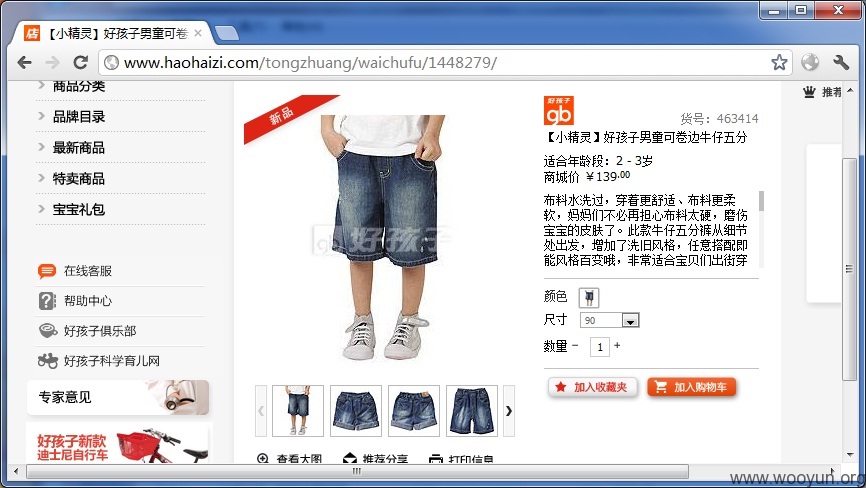 【小精灵】好孩子男童可卷
www.haohaizi.com/tongzhuang/waichufu/1448279/
商品分类
品牌目录
最新商品
特卖商品
宝宝礼包
在线客服
帮助中心
好孩子俱乐部
好孩子科学育儿网
专家意见
好孩子新款
迪士尼自行车
新品
gb 好孩子
查看大图
推荐分享
打印信息
好孩子
gb
货号：463414
【小精灵】好孩子男童可卷边牛仔五分
适合年龄段：2 - 3岁
商城价 ￥139.00
布料水洗过，穿着更舒适、布料更柔
软，妈妈们不必再担心布料太硬，磨伤
宝宝的皮肤了。此款牛仔五分裤从细节
处出发，增加了洗旧风格，任意搭配即
能风格百变哦，非常适合宝贝们出街穿
颜色
尺寸 90
数量 − 1 +
加入收藏夹
加入购物车
推荐
www.wooyun.org